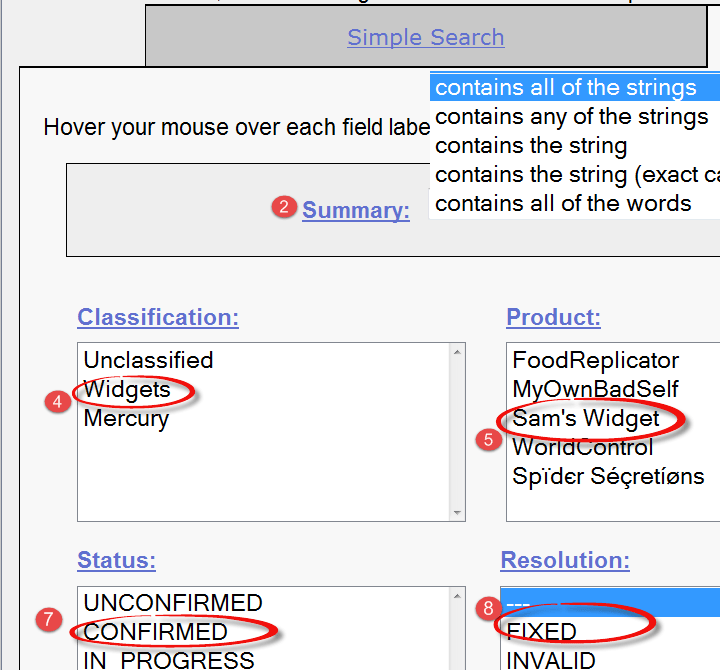 Simple Search
contains all of the strings
contains any of the strings
Hover your mouse over each field labe
contains the string
contains the string (exact ca
contains all of the words
2 Summary:
Classification: Product:
Unclassified FoodReplicator
4 Widgets MyOwnBadSelf
Mercury Sam's Widget
5 WorldControl
Spïdєr Séçretíøns
Status: Resolution:
UNCONFIRMED ---
7 CONFIRMED 8 FIXED
IN_PROGRESS INVALID